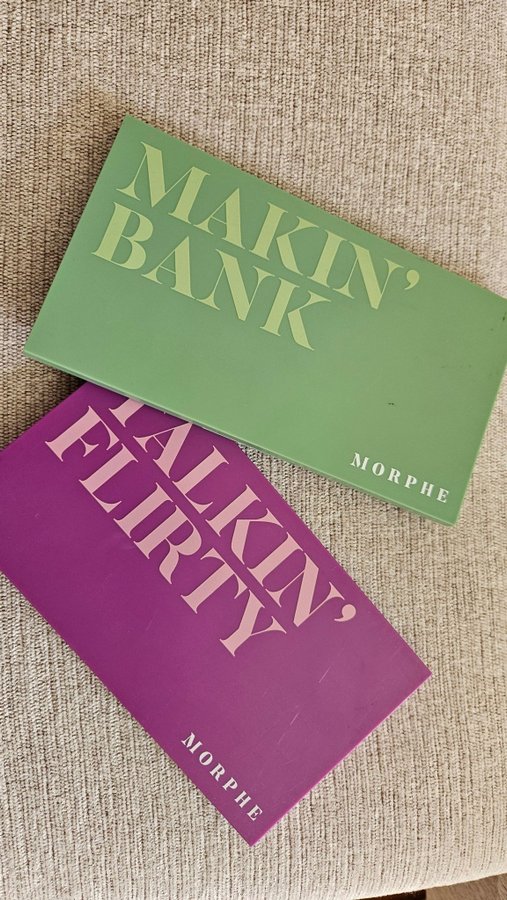 MAKIN'
BANK
MORPHE
TALKIN'
FLIRTY
MORPHE